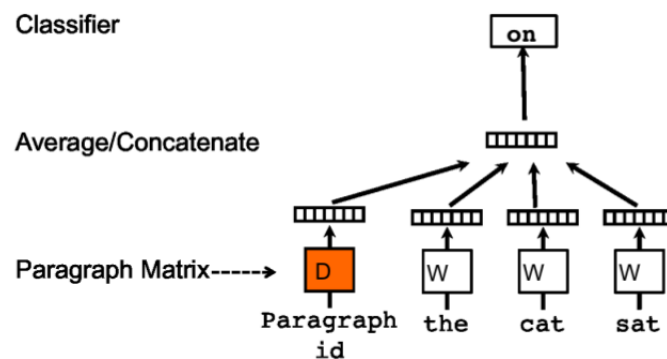 Classifier
on
Average/Concatenate
Paragraph Matrix
D
W
W
W
Paragraph
id
the
cat
sat